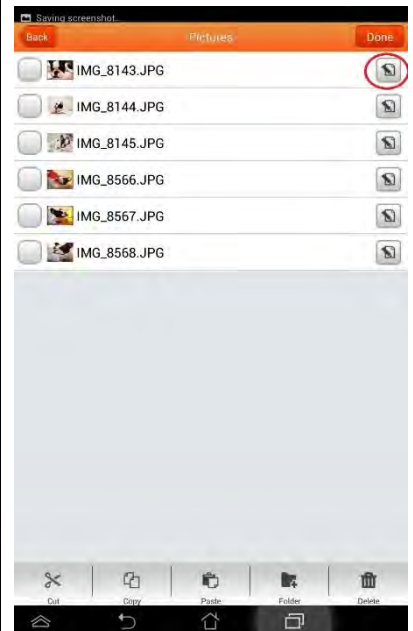 Saving screenshot.
Back Pictures Done
IMG_8143.JPG
IMG_8144.JPG
IMG_8145.JPG
IMG_8566.JPG
IMG_8567.JPG
IMG_8568.JPG
Cut Copy Paste Folder Delete